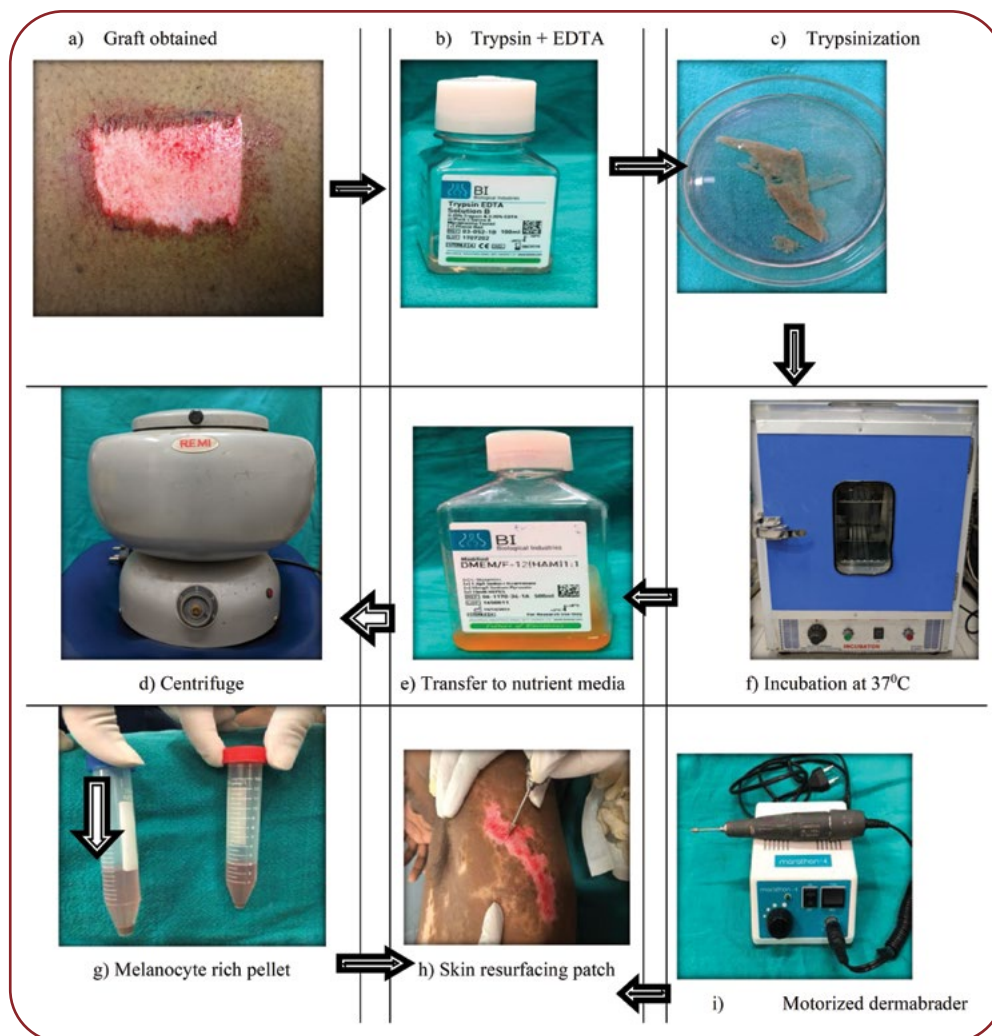 a) Graft obtained
b) Trypsin + EDTA
c) Trypsinization
BI
Biological Industries
Trypsin EDTA
Solution B
REMI
BI
Biological Industries
Modified
DMEM/F-12(HAM)1:1
INCUBATOR
d) Centrifuge
e) Transfer to nutrient media
f) Incubation at 37⁰C
marathon-4
g) Melanocyte rich pellet
h) Skin resurfacing patch
i) Motorized dermabrader